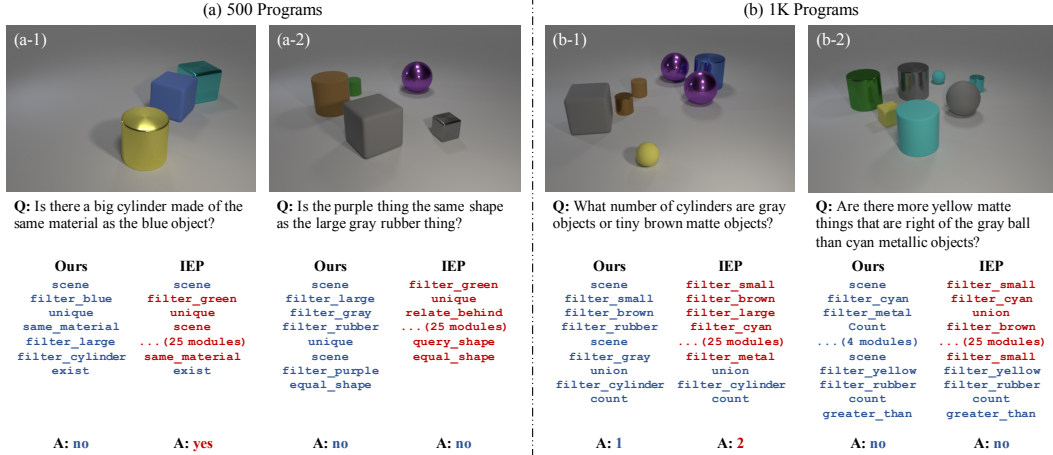 (a) 500 Programs
(b) 1K Programs
(a-1)
(a-2)
(b-1)
(b-2)
Q: Is there a big cylinder made of the
same material as the blue object?
Ours
scene
filter_blue
unique
same_material
filter_large
filter_cylinder
exist
A: no
IEP
scene
filter_green
unique
scene
...(25 modules)
same_material
exist
A: yes
Q: Is the purple thing the same shape
as the large gray rubber thing?
Ours
scene
filter_large
filter_gray
filter_rubber
unique
scene
filter_purple
equal_shape
A: no
IEP
filter_green
unique
relate_behind
...(25 modules)
query_shape
equal_shape
A: no
Q: What number of cylinders are gray
objects or tiny brown matte objects?
Ours
scene
filter_small
filter_brown
filter_rubber
scene
filter_gray
union
filter_cylinder
count
A: 1
IEP
filter_small
filter_brown
filter_large
filter_cyan
...(25 modules)
filter_metal
union
filter_cylinder
count
A: 2
Q: Are there more yellow matte
things that are right of the gray ball
than cyan metallic objects?
Ours
scene
filter_cyan
filter_metal
Count
...(4 modules)
scene
filter_yellow
filter_rubber
count
greater_than
A: no
IEP
filter_small
filter_cyan
union
filter_brown
...(25 modules)
filter_small
filter_yellow
filter_rubber
count
greater_than
A: no